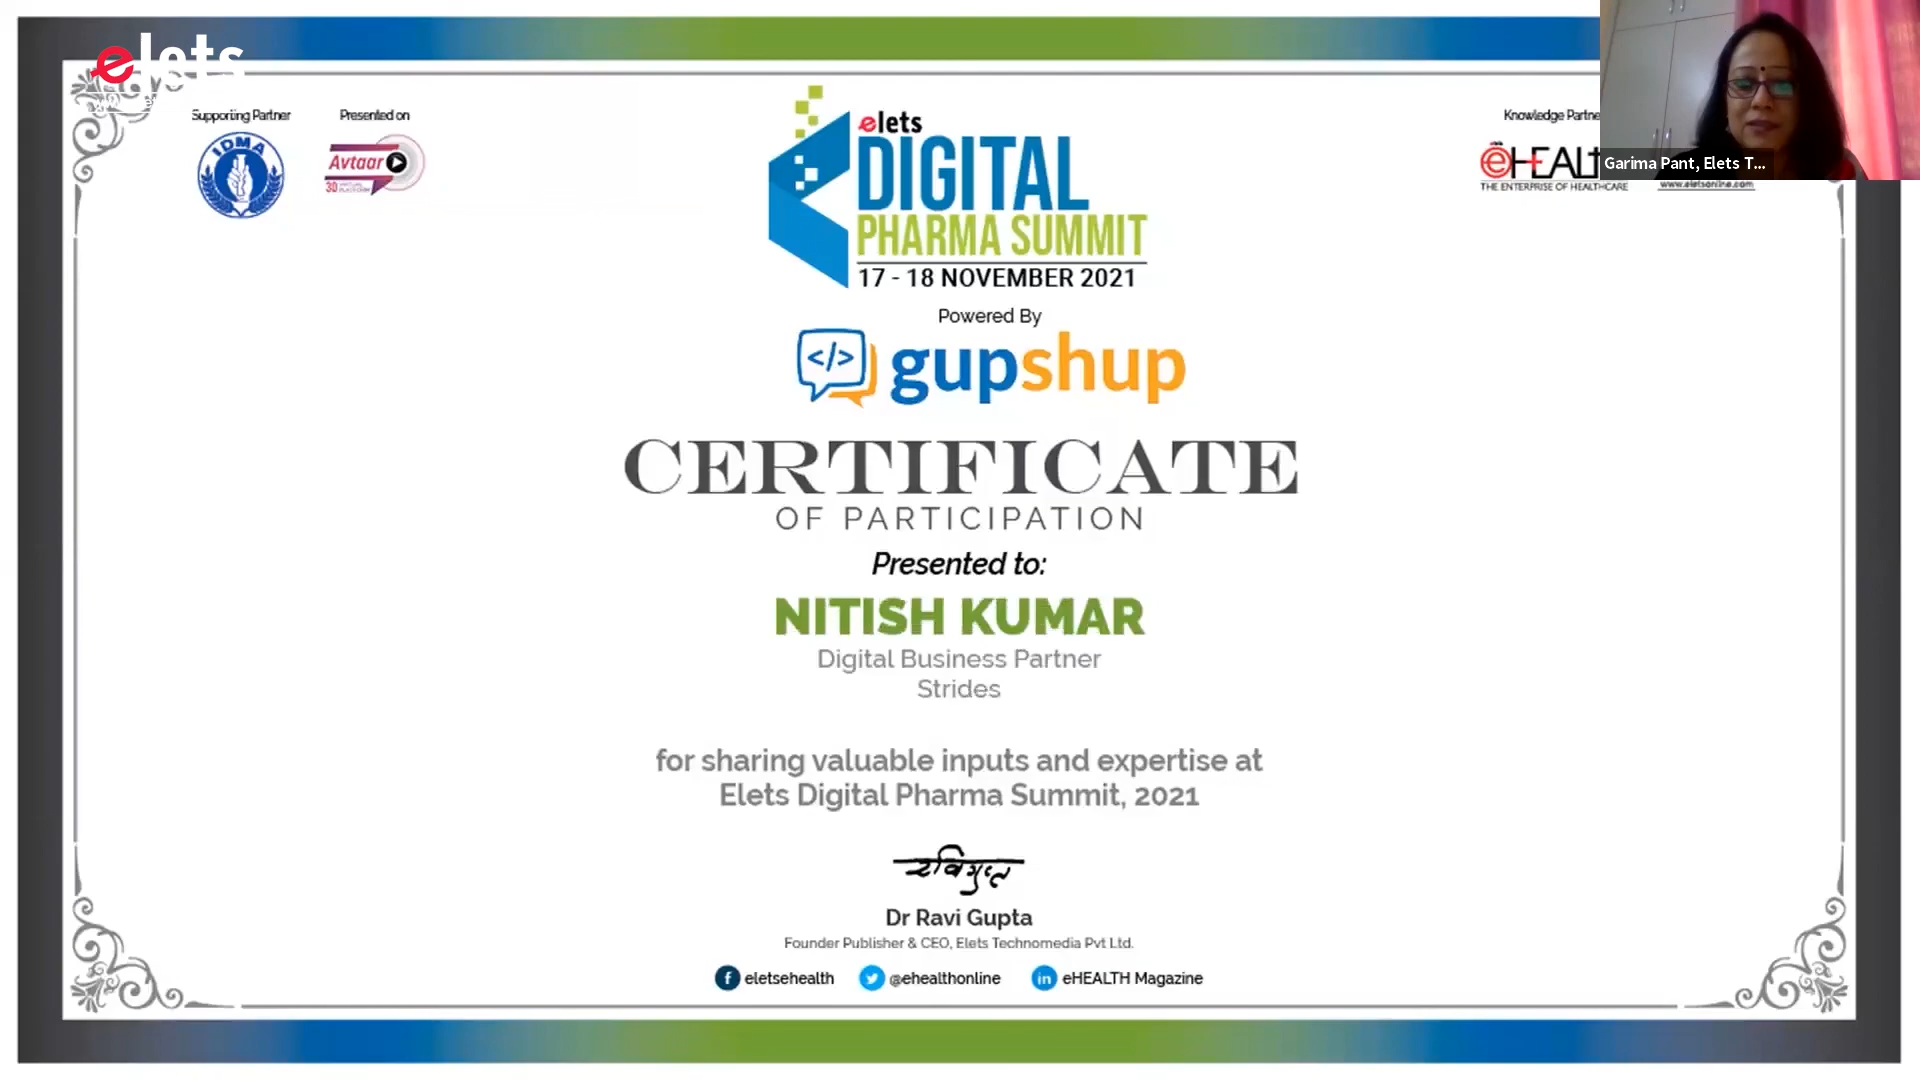 elets
Supporting Partner
Presented on
IDMA
Avtaar
3D
elets
DIGITAL
PHARMA SUMMIT
17 - 18 NOVEMBER 2021
Knowledge Partne
THE ENTERPRISE OF HEALTHCARE
www.eletsonline.com
Garima Pant, Elets T...
Powered By
</> gupshup
CERTIFICATE
OF PARTICIPATION
Presented to:
NITISH KUMAR
Digital Business Partner
Strides
for sharing valuable inputs and expertise at
Elets Digital Pharma Summit, 2021
रवि गुप्त
Dr Ravi Gupta
Founder Publisher & CEO, Elets Technomedia Pvt Ltd.
eletsehealth @ehealthonline eHEALTH Magazine